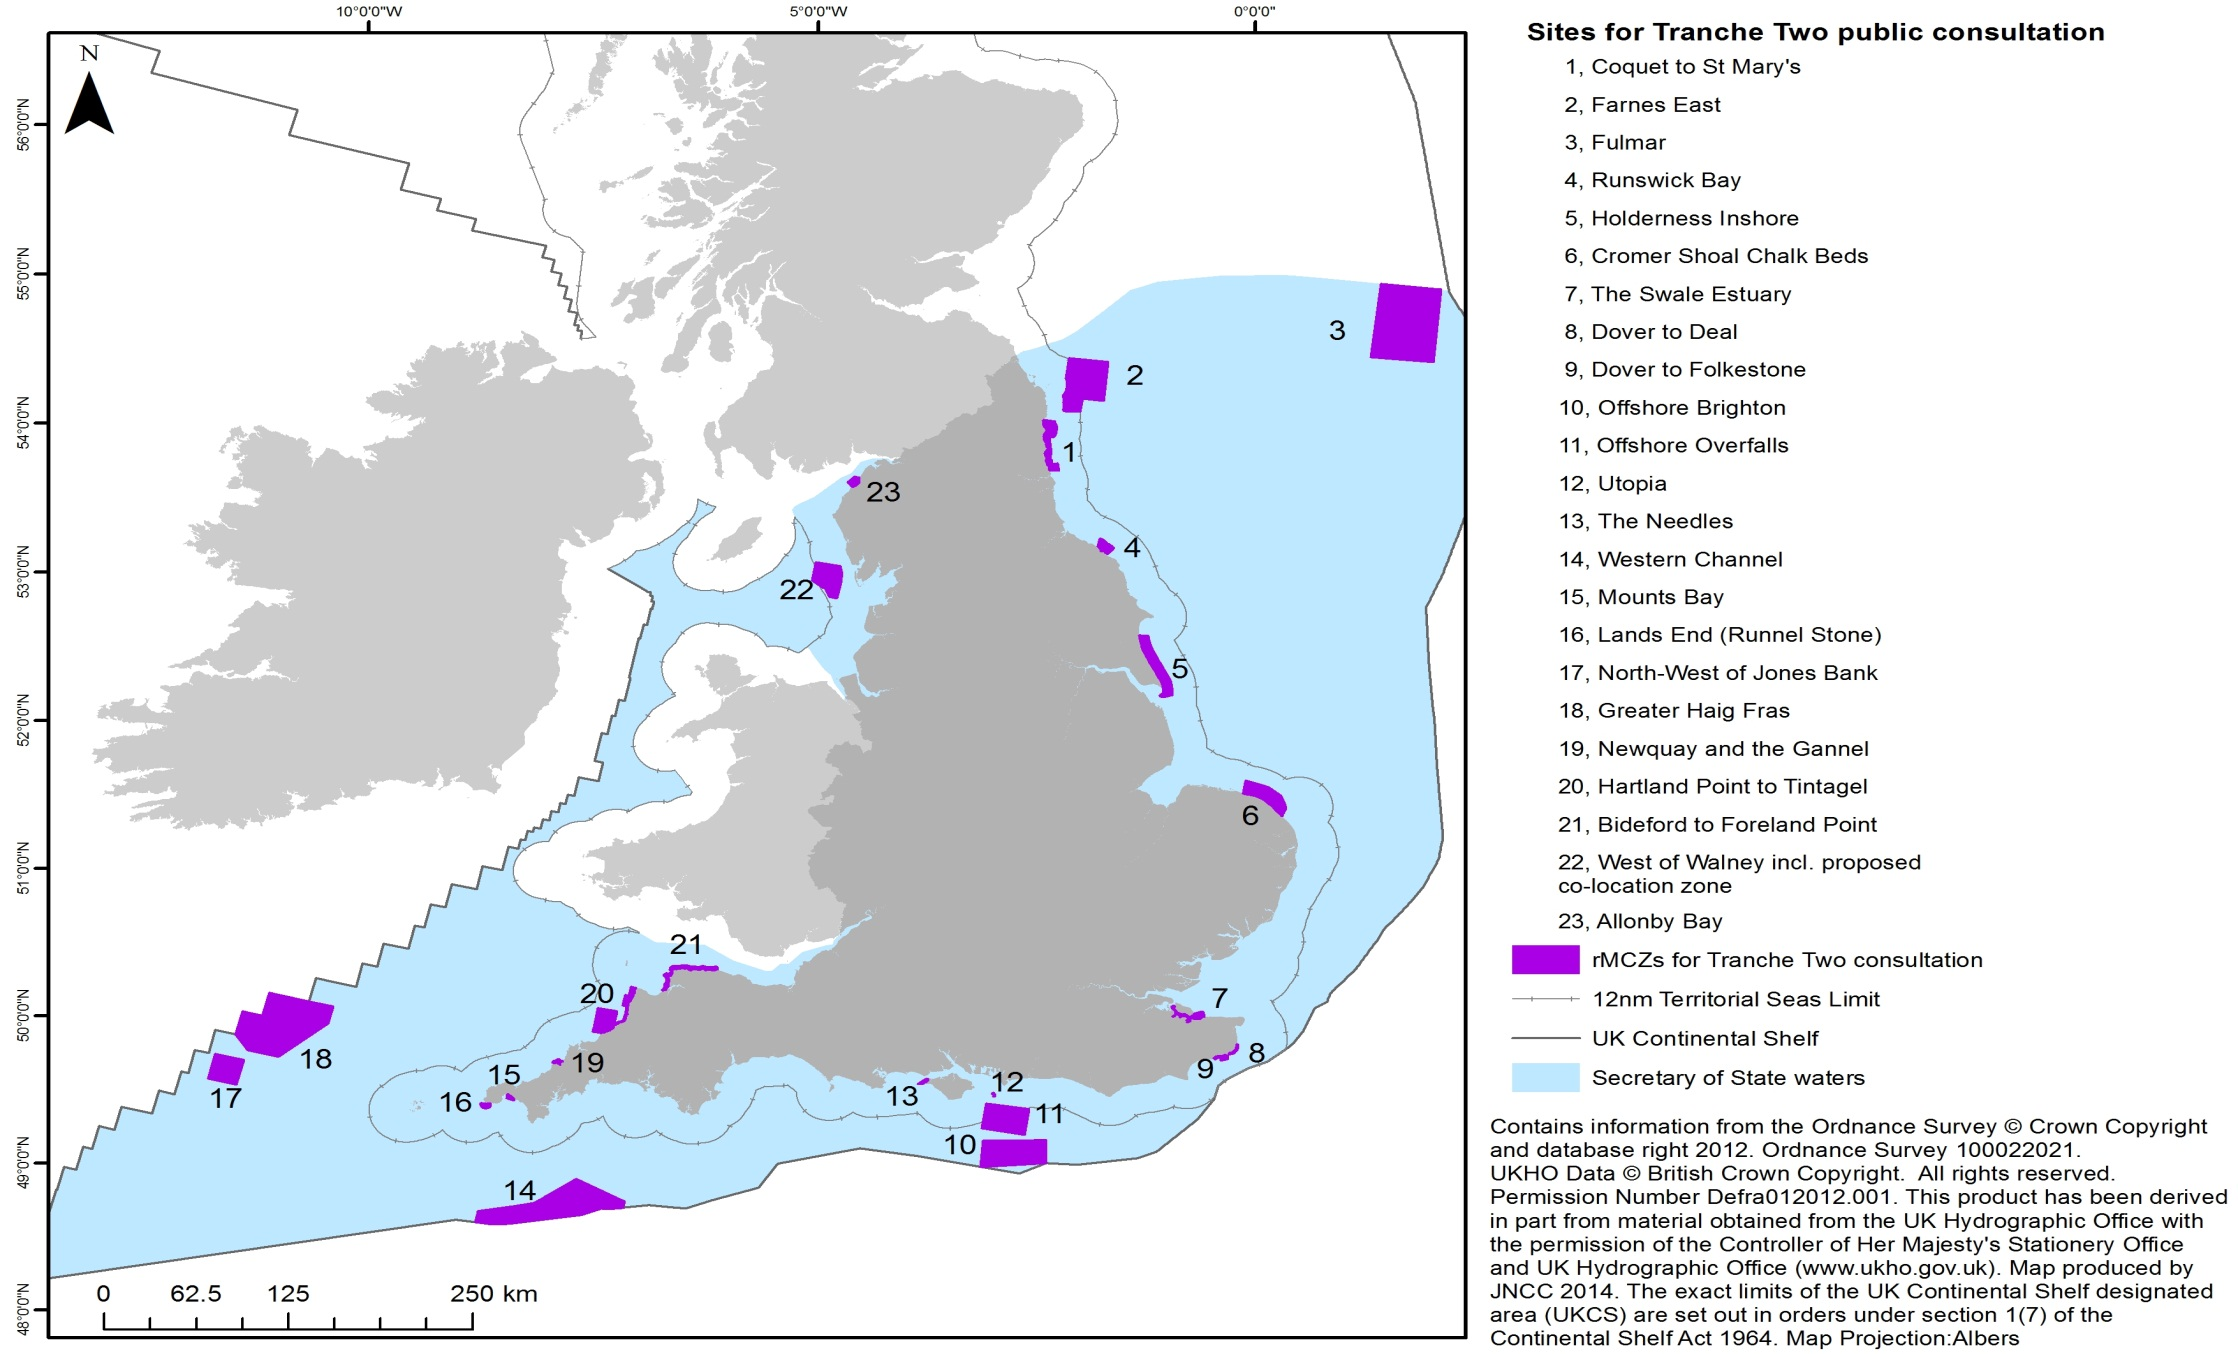 10°0'0"W
5°0'0"W
0°0'0"
N
56°0'0"N
55°0'0"N
54°0'0"N
53°0'0"N
52°0'0"N
51°0'0"N
50°0'0"N
49°0'0"N
48°0'0"N
3
2
1
23
4
22
5
6
21
20
7
18
19
8
15
9
17
16
13
12
11
10
14
0
62.5
125
250 km
Sites for Tranche Two public consultation
1, Coquet to St Mary's
2, Farnes East
3, Fulmar
4, Runswick Bay
5, Holderness Inshore
6, Cromer Shoal Chalk Beds
7, The Swale Estuary
8, Dover to Deal
9, Dover to Folkestone
10, Offshore Brighton
11, Offshore Overfalls
12, Utopia
13, The Needles
14, Western Channel
15, Mounts Bay
16, Lands End (Runnel Stone)
17, North-West of Jones Bank
18, Greater Haig Fras
19, Newquay and the Gannel
20, Hartland Point to Tintagel
21, Bideford to Foreland Point
22, West of Walney incl. proposed
co-location zone
23, Allonby Bay
rMCZs for Tranche Two consultation
12nm Territorial Seas Limit
UK Continental Shelf
Secretary of State waters
Contains information from the Ordnance Survey © Crown Copyright
and database right 2012. Ordnance Survey 100022021.
UKHO Data © British Crown Copyright. All rights reserved.
Permission Number Defra012012.001. This product has been derived
in part from material obtained from the UK Hydrographic Office with
the permission of the Controller of Her Majesty's Stationery Office
and UK Hydrographic Office (www.ukho.gov.uk). Map produced by
JNCC 2014. The exact limits of the UK Continental Shelf designated
area (UKCS) are set out in orders under section 1(7) of the
Continental Shelf Act 1964. Map Projection:Albers